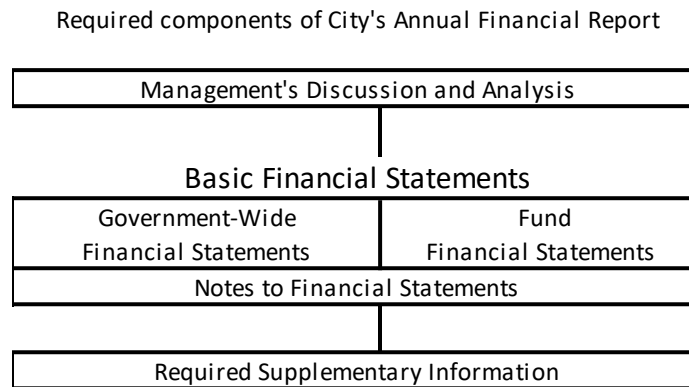 Required components of City's Annual Financial Report
Management's Discussion and Analysis
Basic Financial Statements
Government-Wide
Financial Statements
Fund
Financial Statements
Notes to Financial Statements
Required Supplementary Information